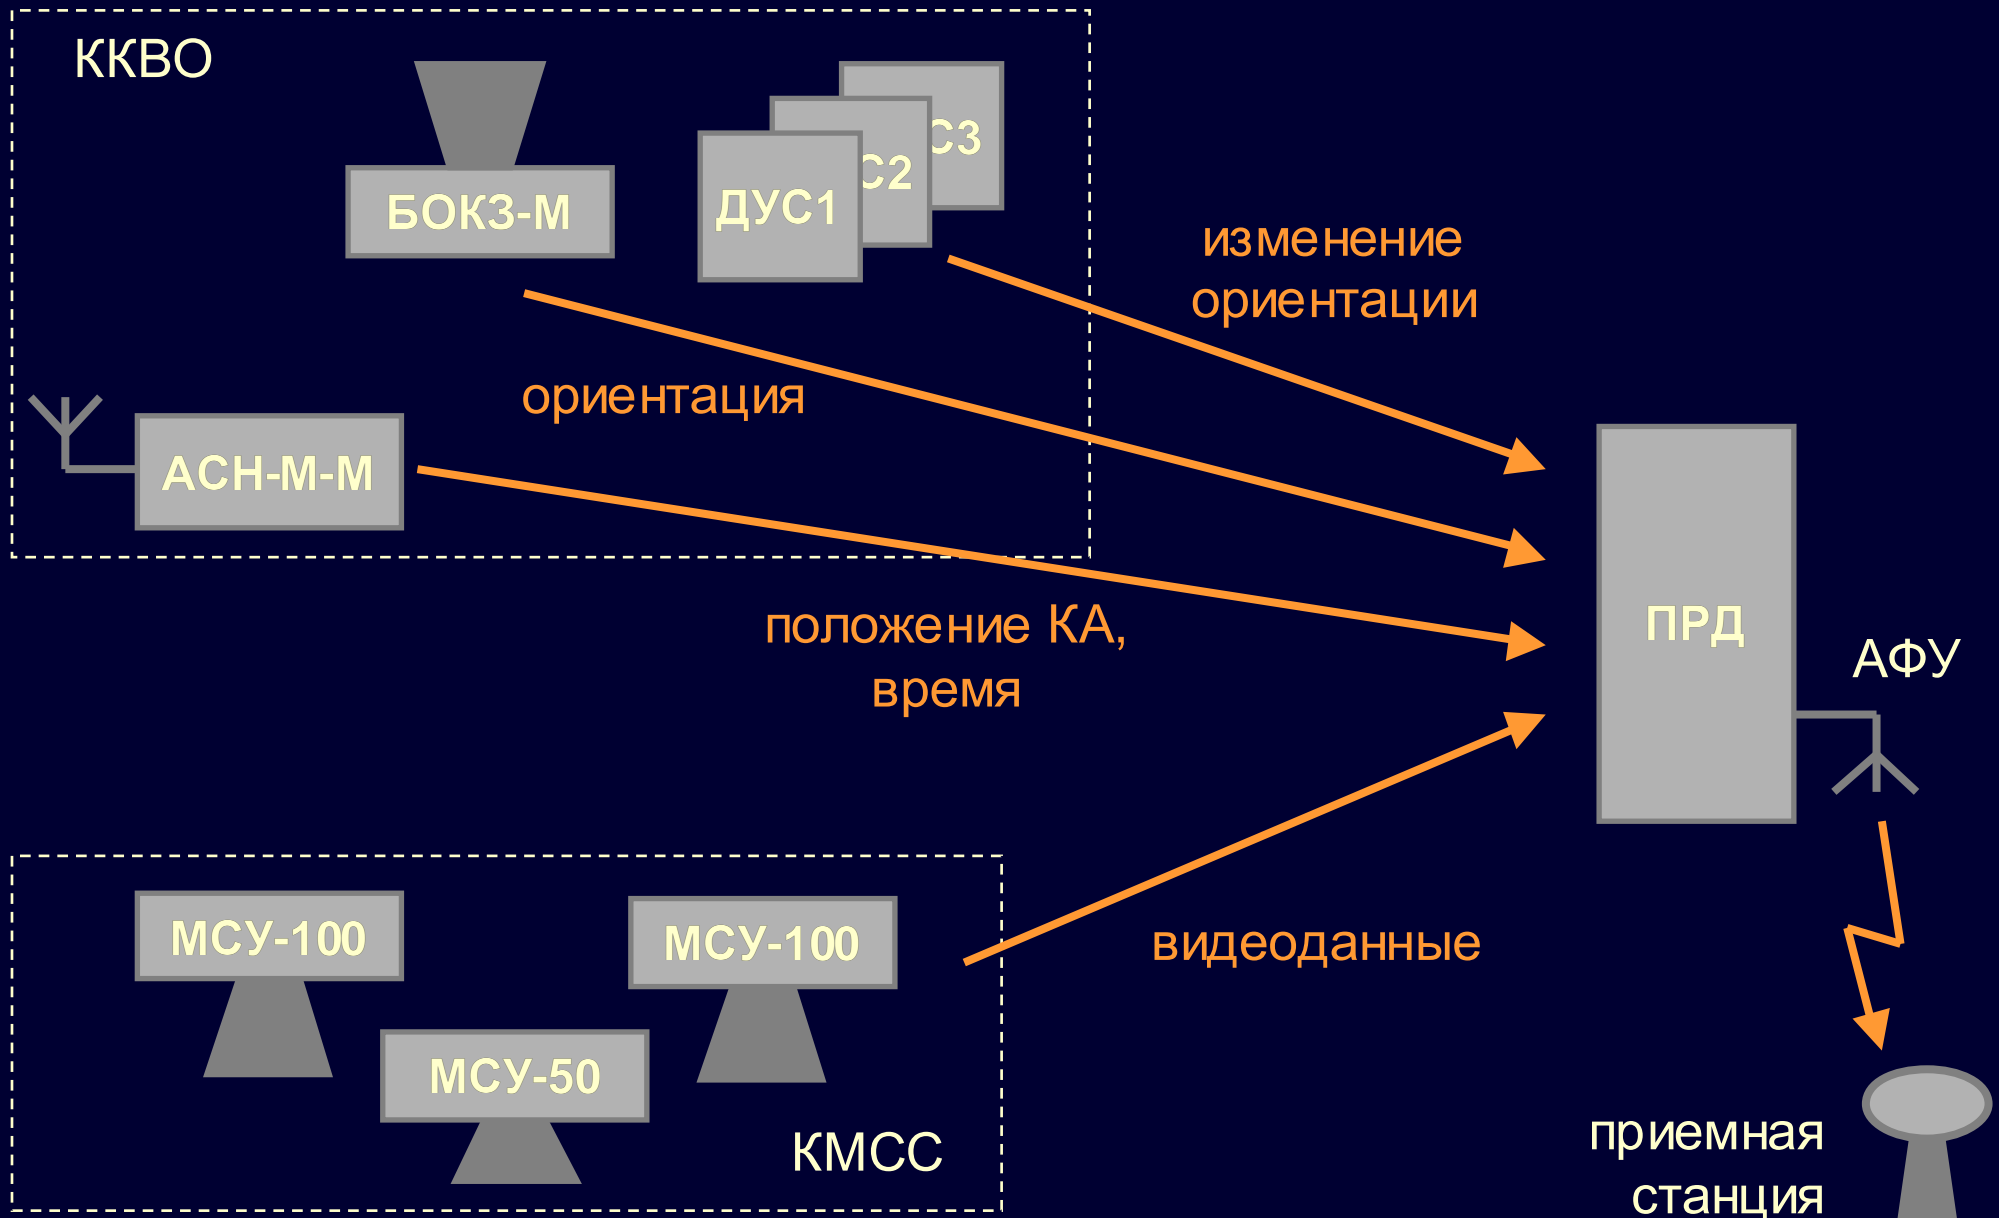 ККВО
БОКЗ-М
ДУС1
С2
С3
изменение
ориентации
ориентация
АСН-М-М
положение КА,
время
ПРД
АФУ
МСУ-100
МСУ-100
МСУ-50
видеоданные
КМСС
приемная
станция